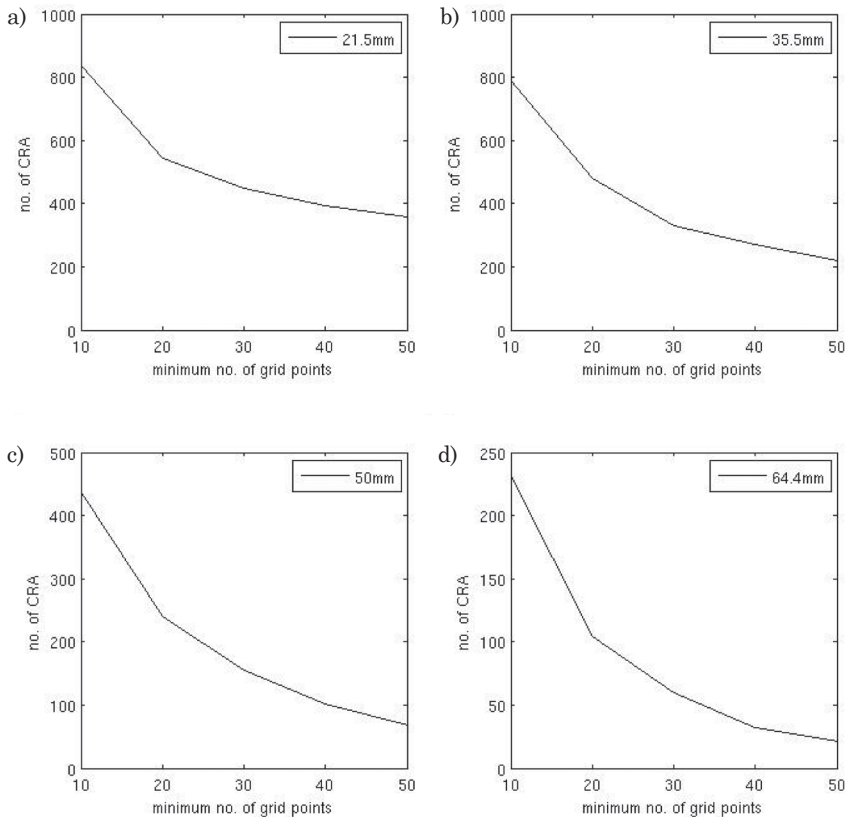 a)
1000
800
600
400
200
0
no. of CRA
21.5mm
10 20 30 40 50
minimum no. of grid points
b)
1000
800
600
400
200
0
no. of CRA
35.5mm
10 20 30 40 50
minimum no. of grid points
c)
500
400
300
200
100
0
no. of CRA
50mm
10 20 30 40 50
minimum no. of grid points
d)
250
200
150
100
50
0
no. of CRA
64.4mm
10 20 30 40 50
minimum no. of grid points